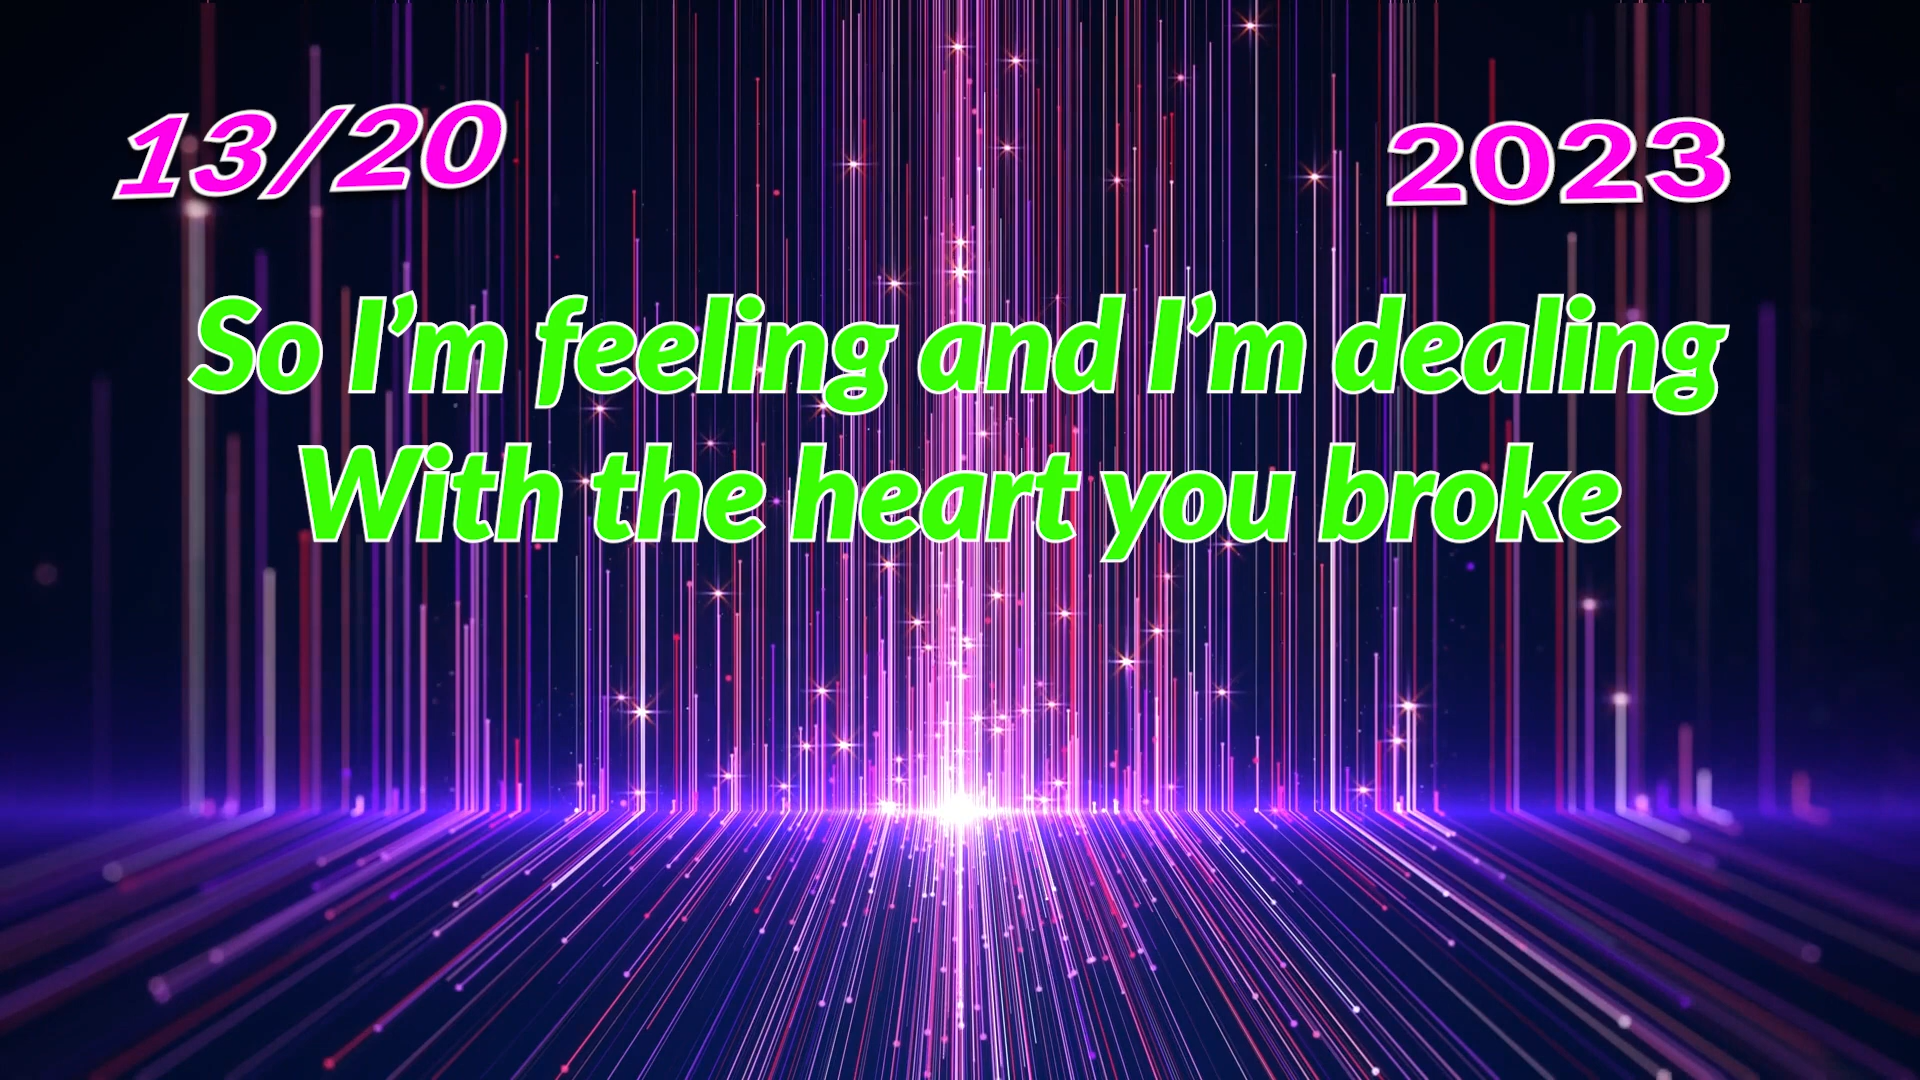 13/20
2023
So I’m feeling and I’m dealing
With the heart you broke